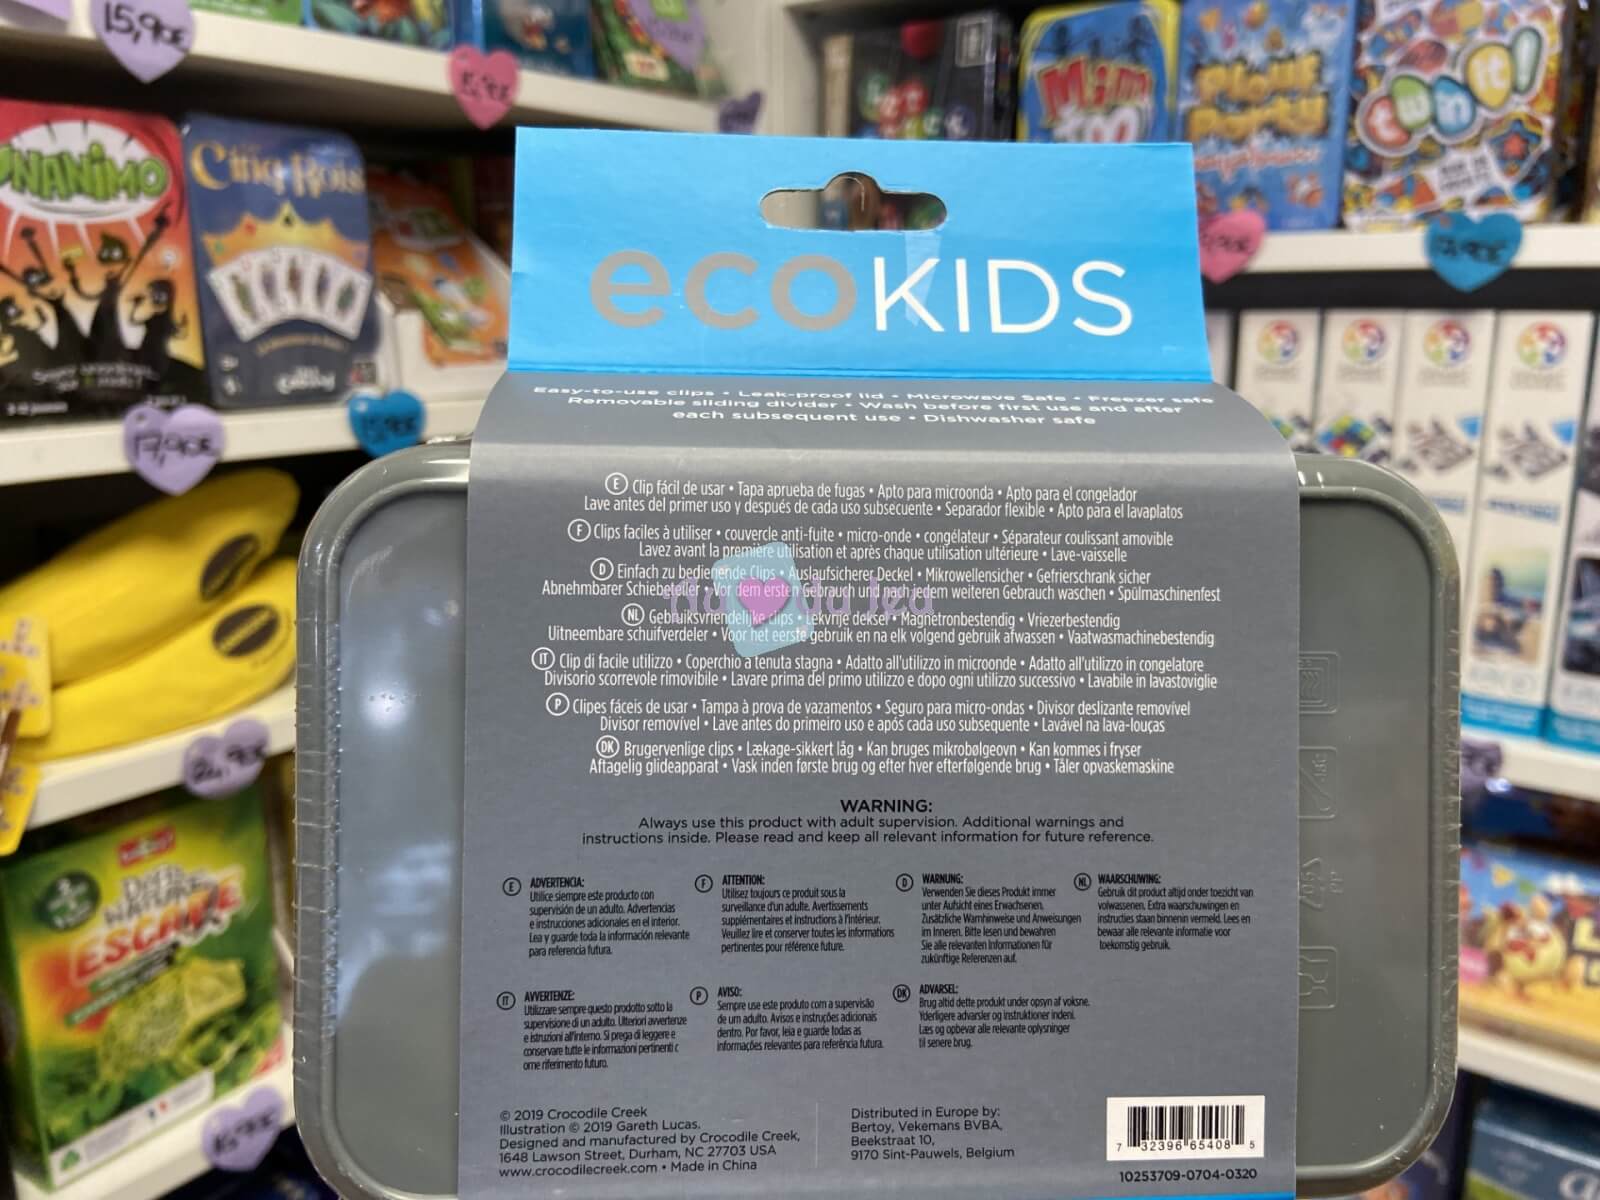 15,90€
ONANiMO
Cinq Rois
Mim
too
Plouf
Party
twin it!
17,90€
ecoKIDS
Easy-to-use clips • Leak-proof lid • Microwave Safe • Freezer safe
Removable sliding divider • Wash before first use and after
each subsequent use • Dishwasher safe
E Clip fácil de usar • Tapa aprueba de fugas • Apto para microonda • Apto para el congelador
Lave antes del primer uso y después de cada uso subsecuente • Separador flexible • Apto para el lavaplatos
F Clips faciles à utiliser • couvercle anti-fuite • micro-onde • congélateur • Séparateur coulissant amovible
Lavez avant la première utilisation et après chaque utilisation ultérieure • Lave-vaisselle
D Einfach zu bedienende Clips • Auslaufsicherer Deckel • Mikrowellensicher • Gefrierschrank sicher
Abnehmbarer Schiebeteiler • Vor dem ersten Gebrauch und nach jedem weiteren Gebrauch waschen • Spülmaschinenfest
NL Gebruiksvriendelijke clips • Lekvrije deksel • Magnetronbestendig • Vriezerbestendig
Uitneembare schuifverdeler • Voor het eerste gebruik en na elk volgend gebruik afwassen • Vaatwasmachinebestendig
IT Clip di facile utilizzo • Coperchio a tenuta stagna • Adatto all'utilizzo in microonde • Adatto all'utilizzo in congelatore
Divisorio scorrevole rimovibile • Lavare prima del primo utilizzo e dopo ogni utilizzo successivo • Lavabile in lavastoviglie
P Clipes fáceis de usar • Tampa à prova de vazamentos • Seguro para micro-ondas • Divisor deslizante removível
Divisor removível • Lave antes do primeiro uso e após cada uso subsequente • Lavável na lava-louças
DK Brugervenlige clips • Lækage-sikkert låg • Kan bruges mikrobølgeovn • Kan kommes i fryser
Aftagelig glideapparat • Vask inden første brug og efter hver efterfølgende brug • Tåler opvaskemaskine
WARNING:
Always use this product with adult supervision. Additional warnings and
instructions inside. Please read and keep all relevant information for future reference.
E ADVERTENCIA:
Utilice siempre este producto con
supervisión de un adulto. Advertencias
e instrucciones adicionales en el interior.
Lea y guarde toda la información relevante
para referencia futura.
F ATTENTION:
Utilisez toujours ce produit sous la
surveillance d'un adulte. Avertissements
supplémentaires et instructions à l'intérieur.
Veuillez lire et conserver toutes les informations
pertinentes pour référence future.
D WARNUNG:
Verwenden Sie dieses Produkt immer
unter Aufsicht eines Erwachsenen.
Zusätzliche Warnhinweise und Anweisungen
im Inneren. Bitte lesen und bewahren
Sie alle relevanten Informationen für
zukünftige Referenzen auf.
NL WAARSCHUWING:
Gebruik dit product altijd onder toezicht van
volwassenen. Extra waarschuwingen en
instructies staan binnenin vermeld. Lees en
bewaar alle relevante informatie voor
toekomstig gebruik.
IT AVVERTENZE:
Utilizzare sempre questo prodotto sotto la
supervisione di un adulto. Ulteriori avvertenze
e istruzioni all'interno. Si prega di leggere e
conservare tutte le informazioni pertinenti c
ome riferimento futuro.
P AVISO:
Sempre use este produto com a supervisão
de um adulto. Avisos e instruções adicionais
dentro. Por favor, leia e guarde todas as
informações relevantes para referência futura.
DK ADVARSEL:
Brug altid dette produkt under opsyn af voksne.
Yderligere advarsler og instruktioner indeni.
Læs og opbevar alle relevante oplysninger
til senere brug.
© 2019 Crocodile Creek
Illustration © 2019 Gareth Lucas.
Designed and manufactured by Crocodile Creek,
1648 Lawson Street, Durham, NC 27703 USA
www.crocodilecreek.com • Made in China
Distributed in Europe by:
Bertoy, Vekemans BVBA,
Beekstraat 10,
9170 Sint-Pauwels, Belgium
7 32396 65408 5
10253709-0704-0320
DÉFIS
NATURE
ESCAPE